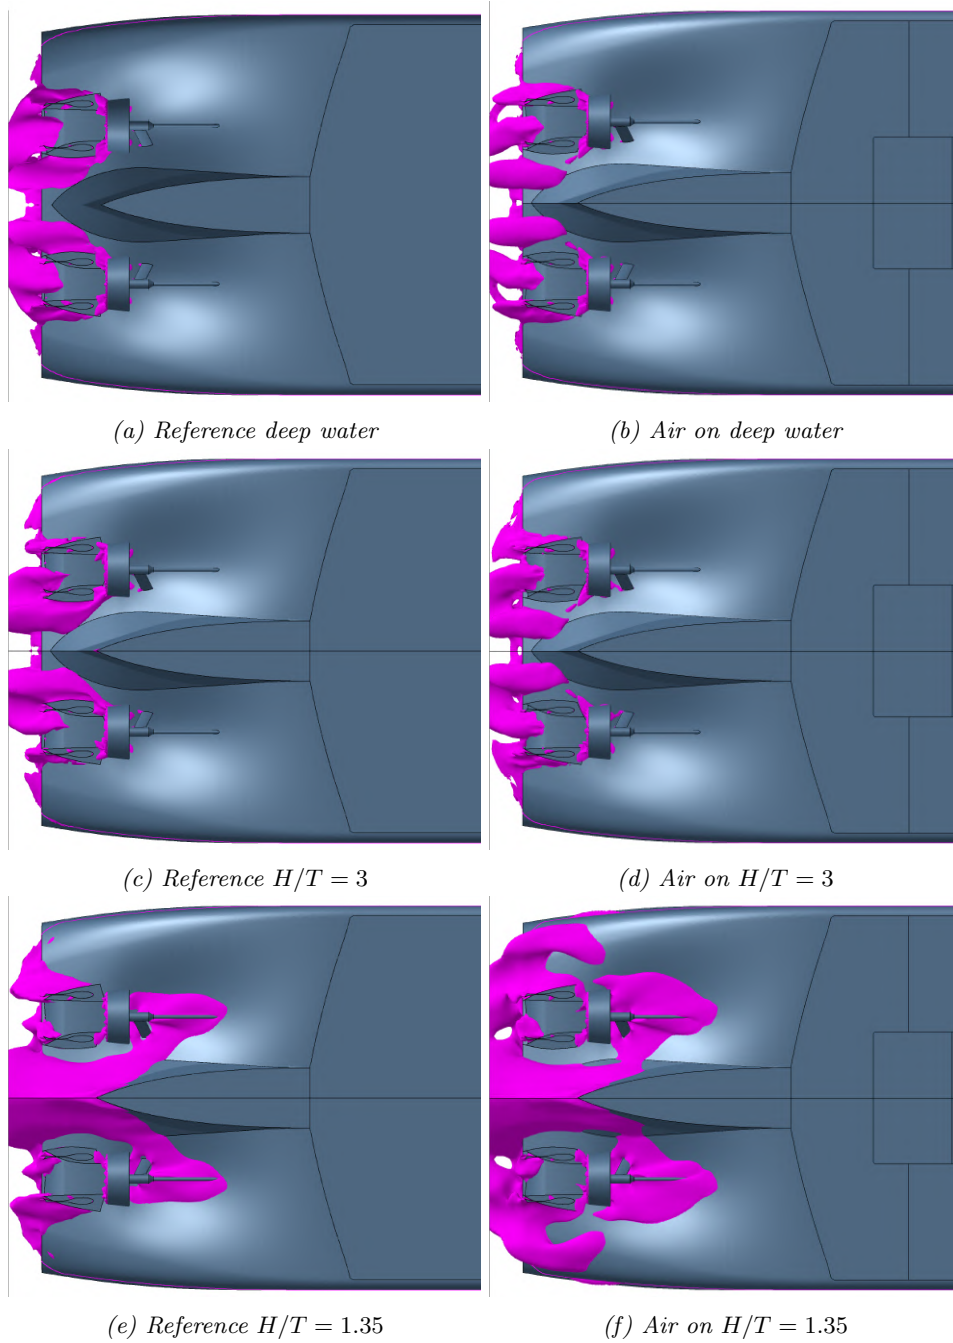 (a) Reference deep water
(b) Air on deep water
(c) Reference H/T = 3
(d) Air on H/T = 3
(e) Reference H/T = 1.35
(f) Air on H/T = 1.35